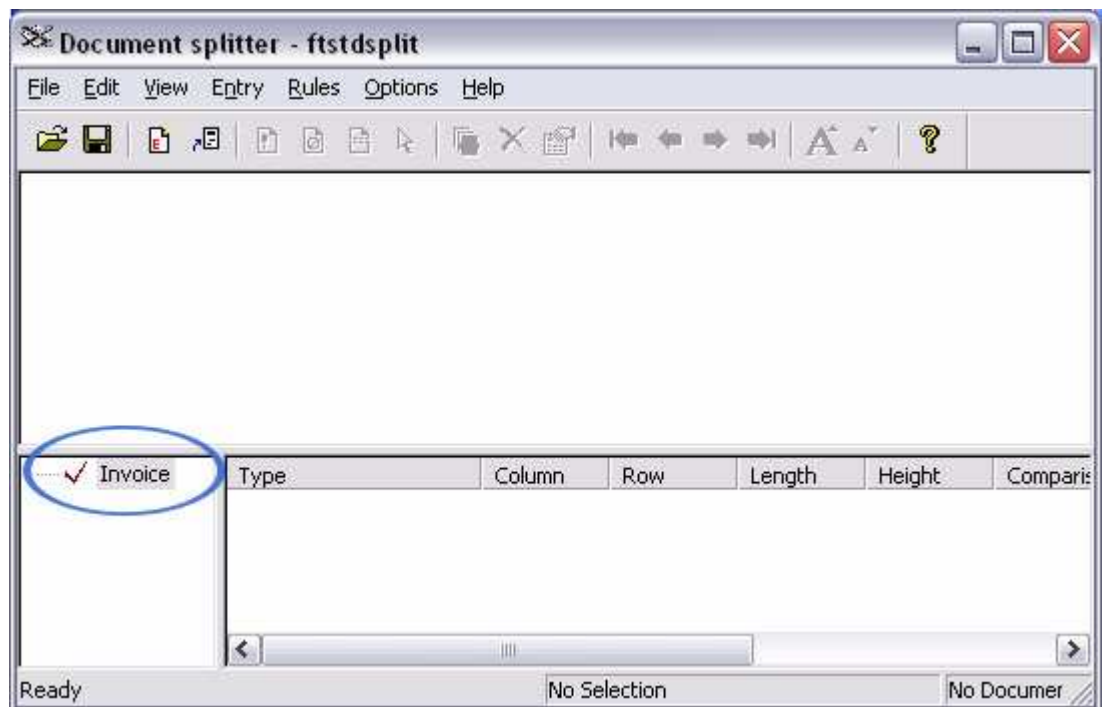 Document splitter - ftstdsplit
File Edit View Entry Rules Options Help
Invoice
Type Column Row Length Height Comparis
Ready No Selection No Documer